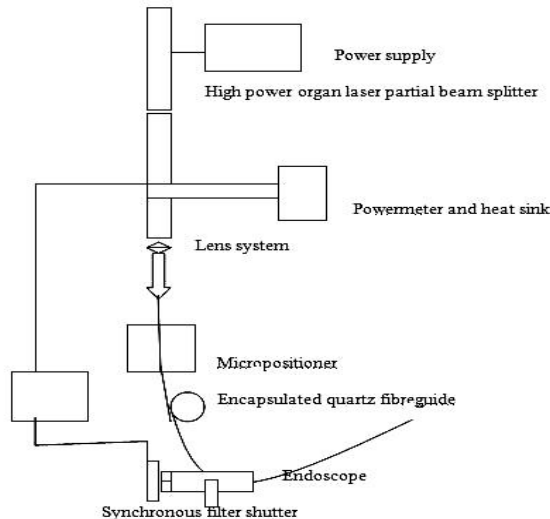 Power supply
High power organ laser partial beam splitter
Powermeter and heat sink
Lens system
Micropositioner
Encapsulated quartz fibreguide
Endoscope
Synchronous filter shutter